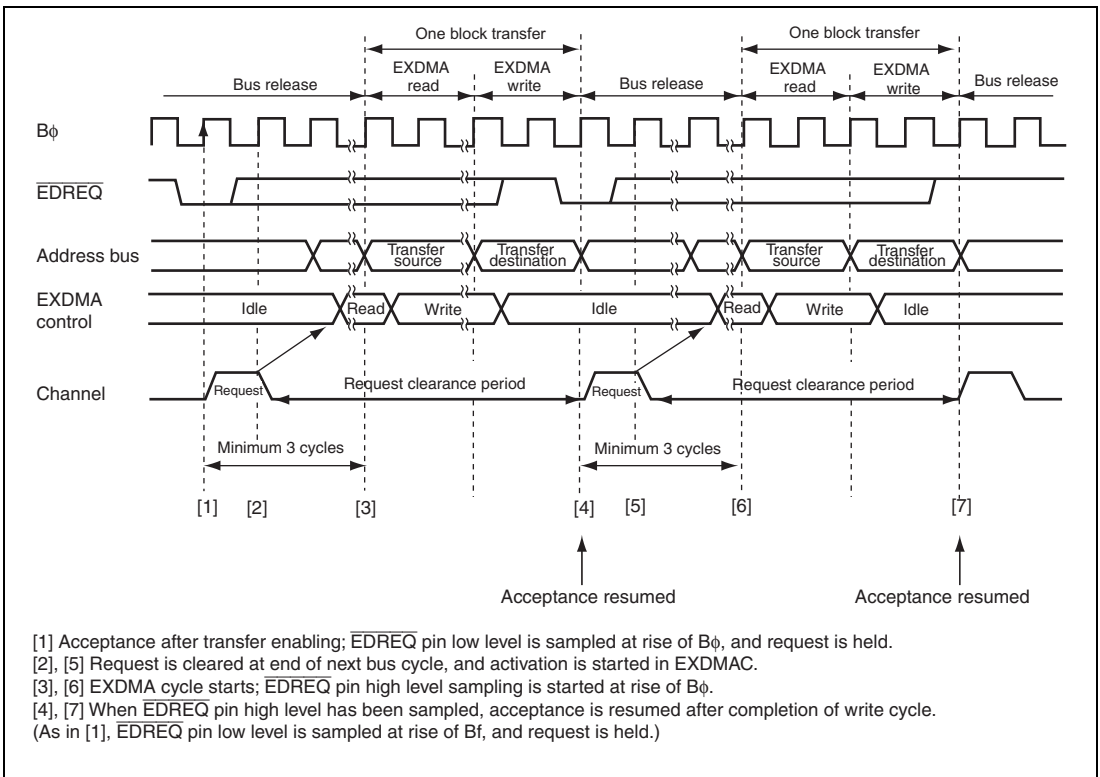 One block transfer One block transfer
Bus release EXDMA read EXDMA write Bus release EXDMA read EXDMA write Bus release
Bϕ
EDREQ
Address bus Transfer source Transfer destination Transfer source Transfer destination
EXDMA control Idle Read Write Idle Read Write Idle
Channel Request Request clearance period Request Request clearance period
Minimum 3 cycles Minimum 3 cycles
[1] [2] [3] [4] [5] [6] [7]
Acceptance resumed Acceptance resumed
[1] Acceptance after transfer enabling; EDREQ pin low level is sampled at rise of Bϕ, and request is held.
[2], [5] Request is cleared at end of next bus cycle, and activation is started in EXDMAC.
[3], [6] EXDMA cycle starts; EDREQ pin high level sampling is started at rise of Bϕ.
[4], [7] When EDREQ pin high level has been sampled, acceptance is resumed after completion of write cycle.
(As in [1], EDREQ pin low level is sampled at rise of Bf, and request is held.)